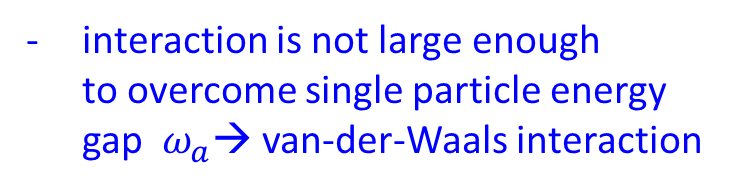 - interaction is not large enough
to overcome single particle energy
gap ωₐ → van-der-Waals interaction